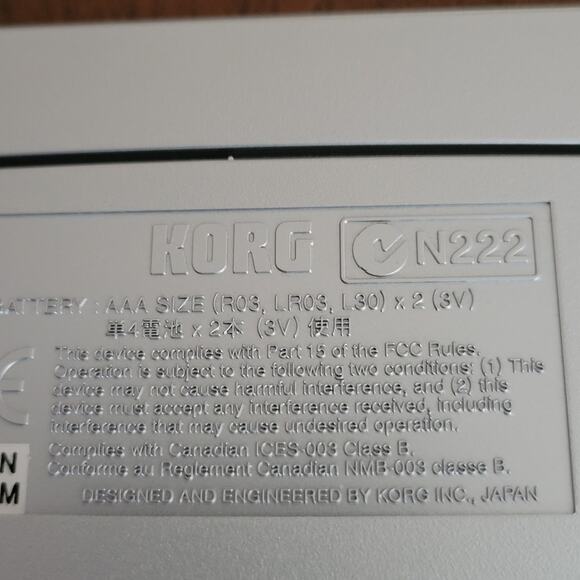 KORG N222
BATTERY : AAA SIZE (R03, LR03, L30) x 2 (3V)
単4電池 x 2本 (3V) 使用
This device complies with Part 15 of the FCC Rules.
Operation is subject to the following two conditions: (1) This
device may not cause harmful interference, and (2) this
device must accept any interference received, including
interference that may cause undesired operation.
Complies with Canadian ICES-003 Class B.
Conforme au Reglement Canadian NMB-003 classe B.
DESIGNED AND ENGINEERED BY KORG INC., JAPAN
CE
N
M